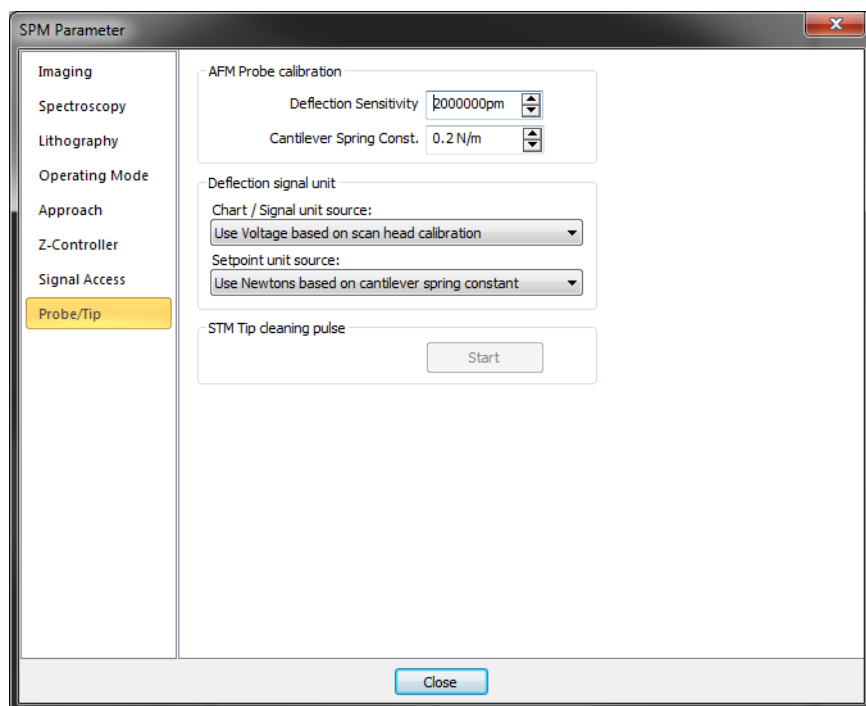 SPM Parameter
Imaging
Spectroscopy
Lithography
Operating Mode
Approach
Z-Controller
Signal Access
Probe/Tip
AFM Probe calibration
Deflection Sensitivity 2000000pm
Cantilever Spring Const. 0.2 N/m
Deflection signal unit
Chart / Signal unit source:
Use Voltage based on scan head calibration
Setpoint unit source:
Use Newtons based on cantilever spring constant
STM Tip cleaning pulse
Start
Close